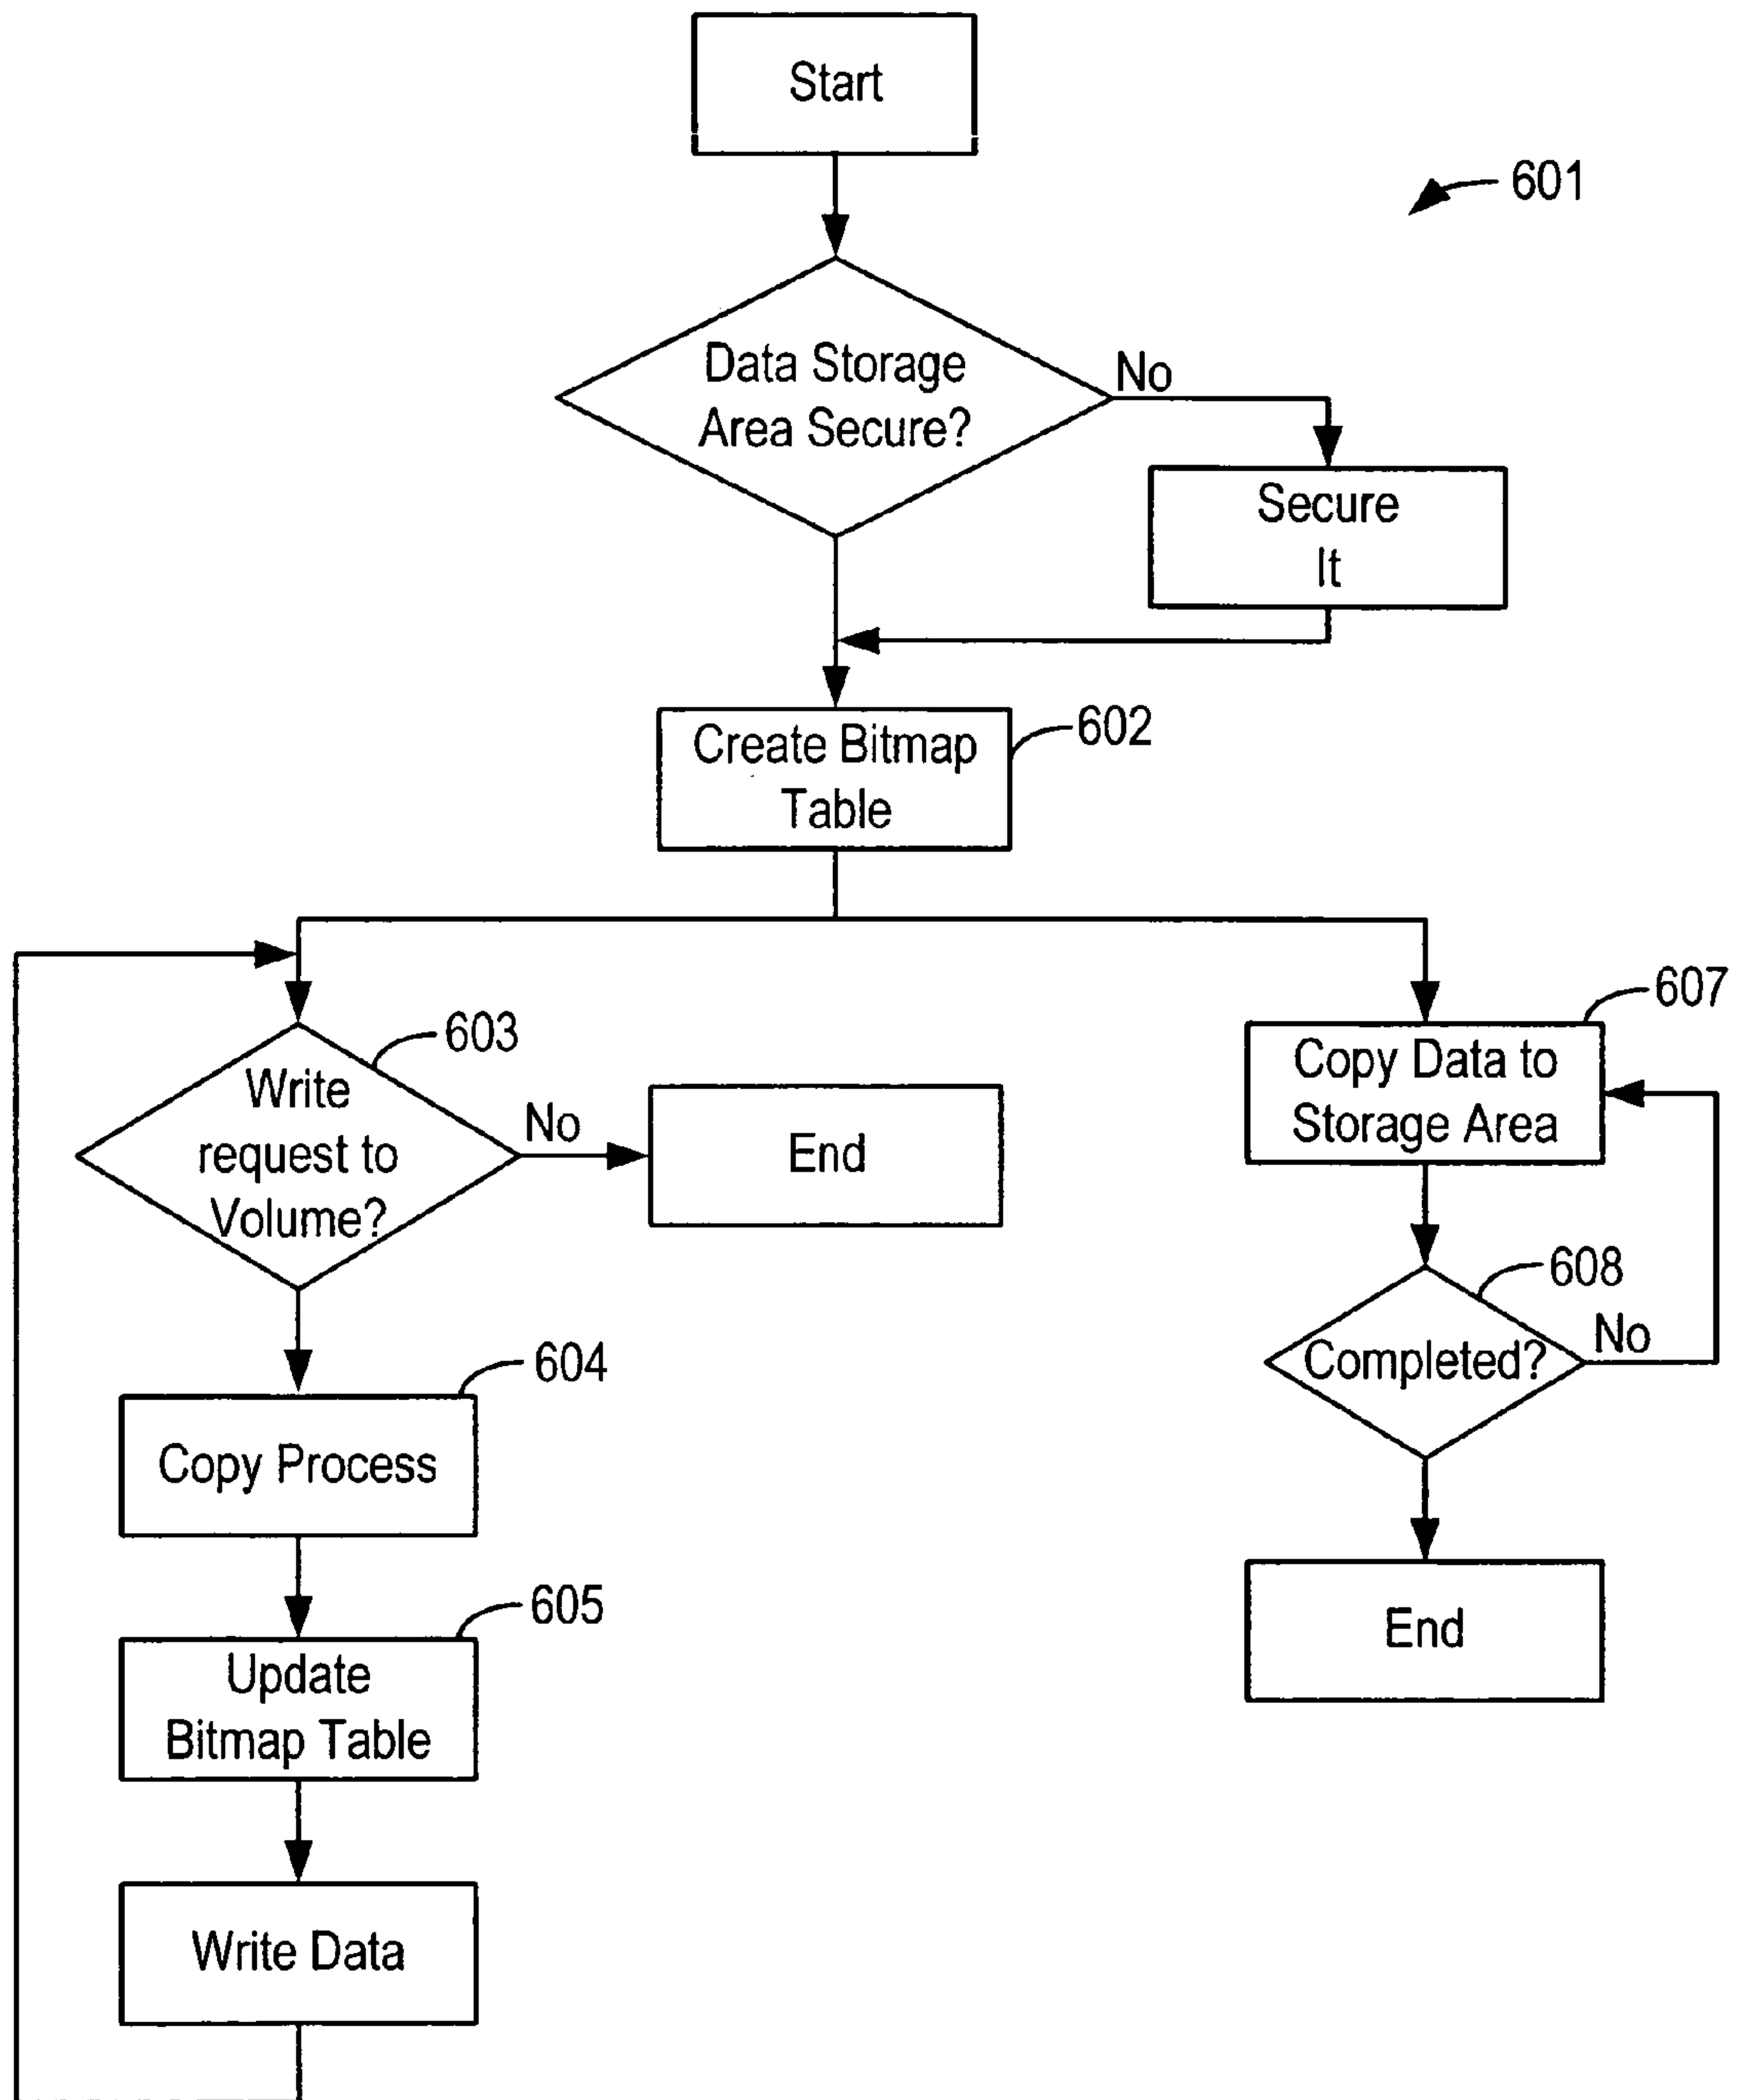 Start
601
Data Storage
Area Secure?
No
Secure
It
Create Bitmap
Table
602
603
Write
request to
Volume?
No
End
607
Copy Data to
Storage Area
608
Completed?
No
604
Copy Process
605
Update
Bitmap Table
End
Write Data